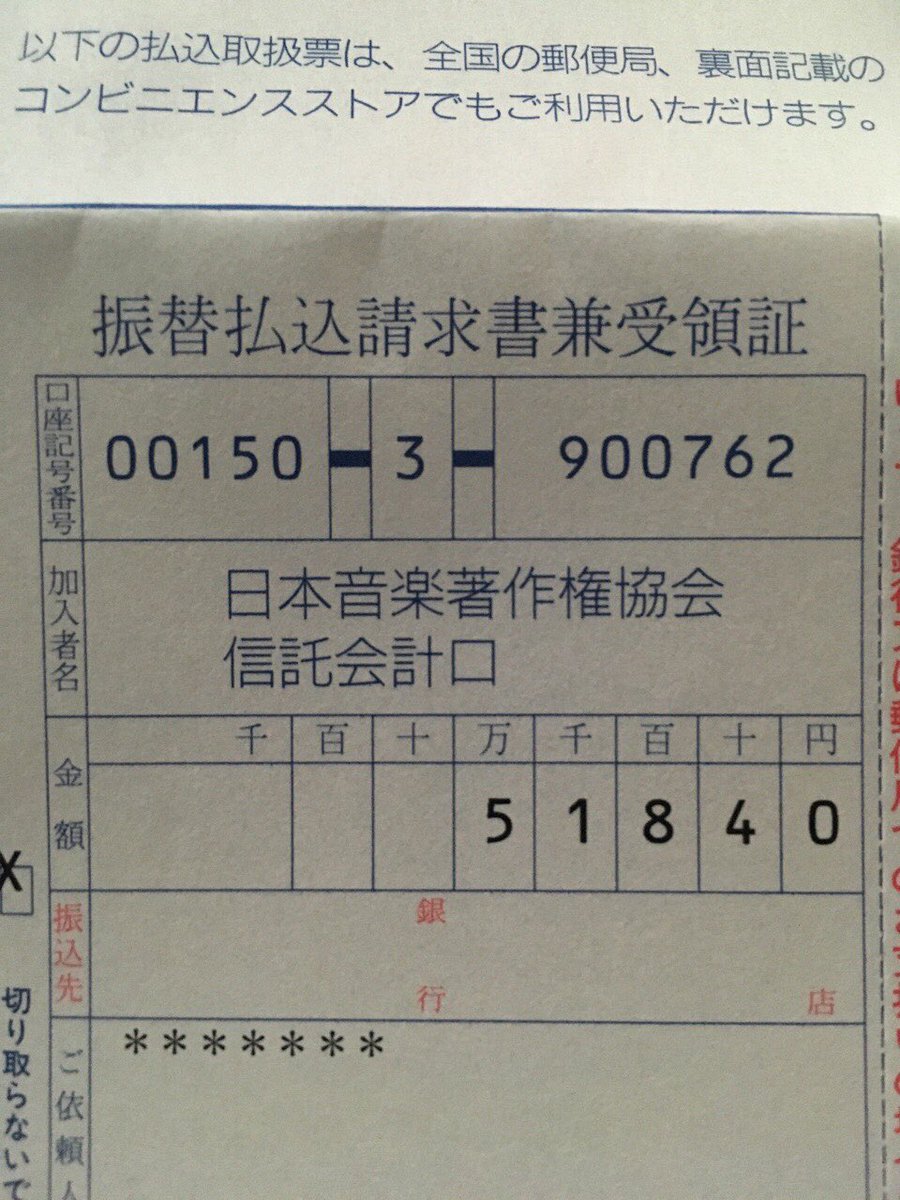 以下の払込取扱票は、全国の郵便局、裏面記載の
コンビニエンスストアでもご利用いただけます。
振替払込請求書兼受領証
口座記号番号
00150-3-900762
加入者名
日本音楽著作権協会
信託会計口
金額
千 百 十 万 千 百 十 円
5 1 8 4 0
振込先
銀行
店
ご依頼人
*******
X
切り取らないで